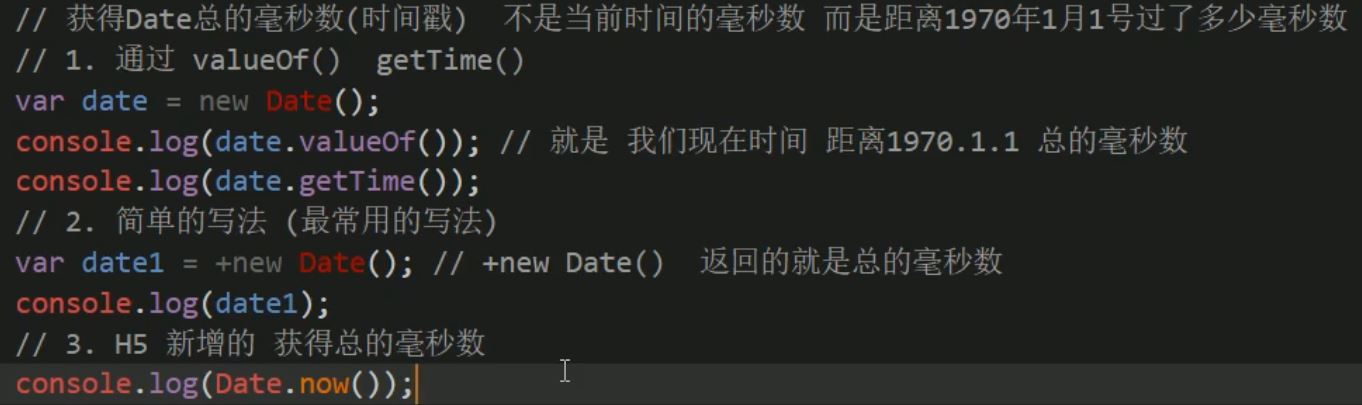 // 获得Date总的毫秒数(时间戳)  不是当前时间的毫秒数 而是距离1970年1月1号过了多少毫秒数
// 1. 通过 valueOf()  getTime()
var date = new Date();
console.log(date.valueOf()); // 就是 我们现在时间 距离1970.1.1 总的毫秒数
console.log(date.getTime());
// 2. 简单的写法 (最常用的写法)
var date1 = +new Date(); // +new Date()  返回的就是总的毫秒数
console.log(date1);
// 3. H5 新增的 获得总的毫秒数
console.log(Date.now());